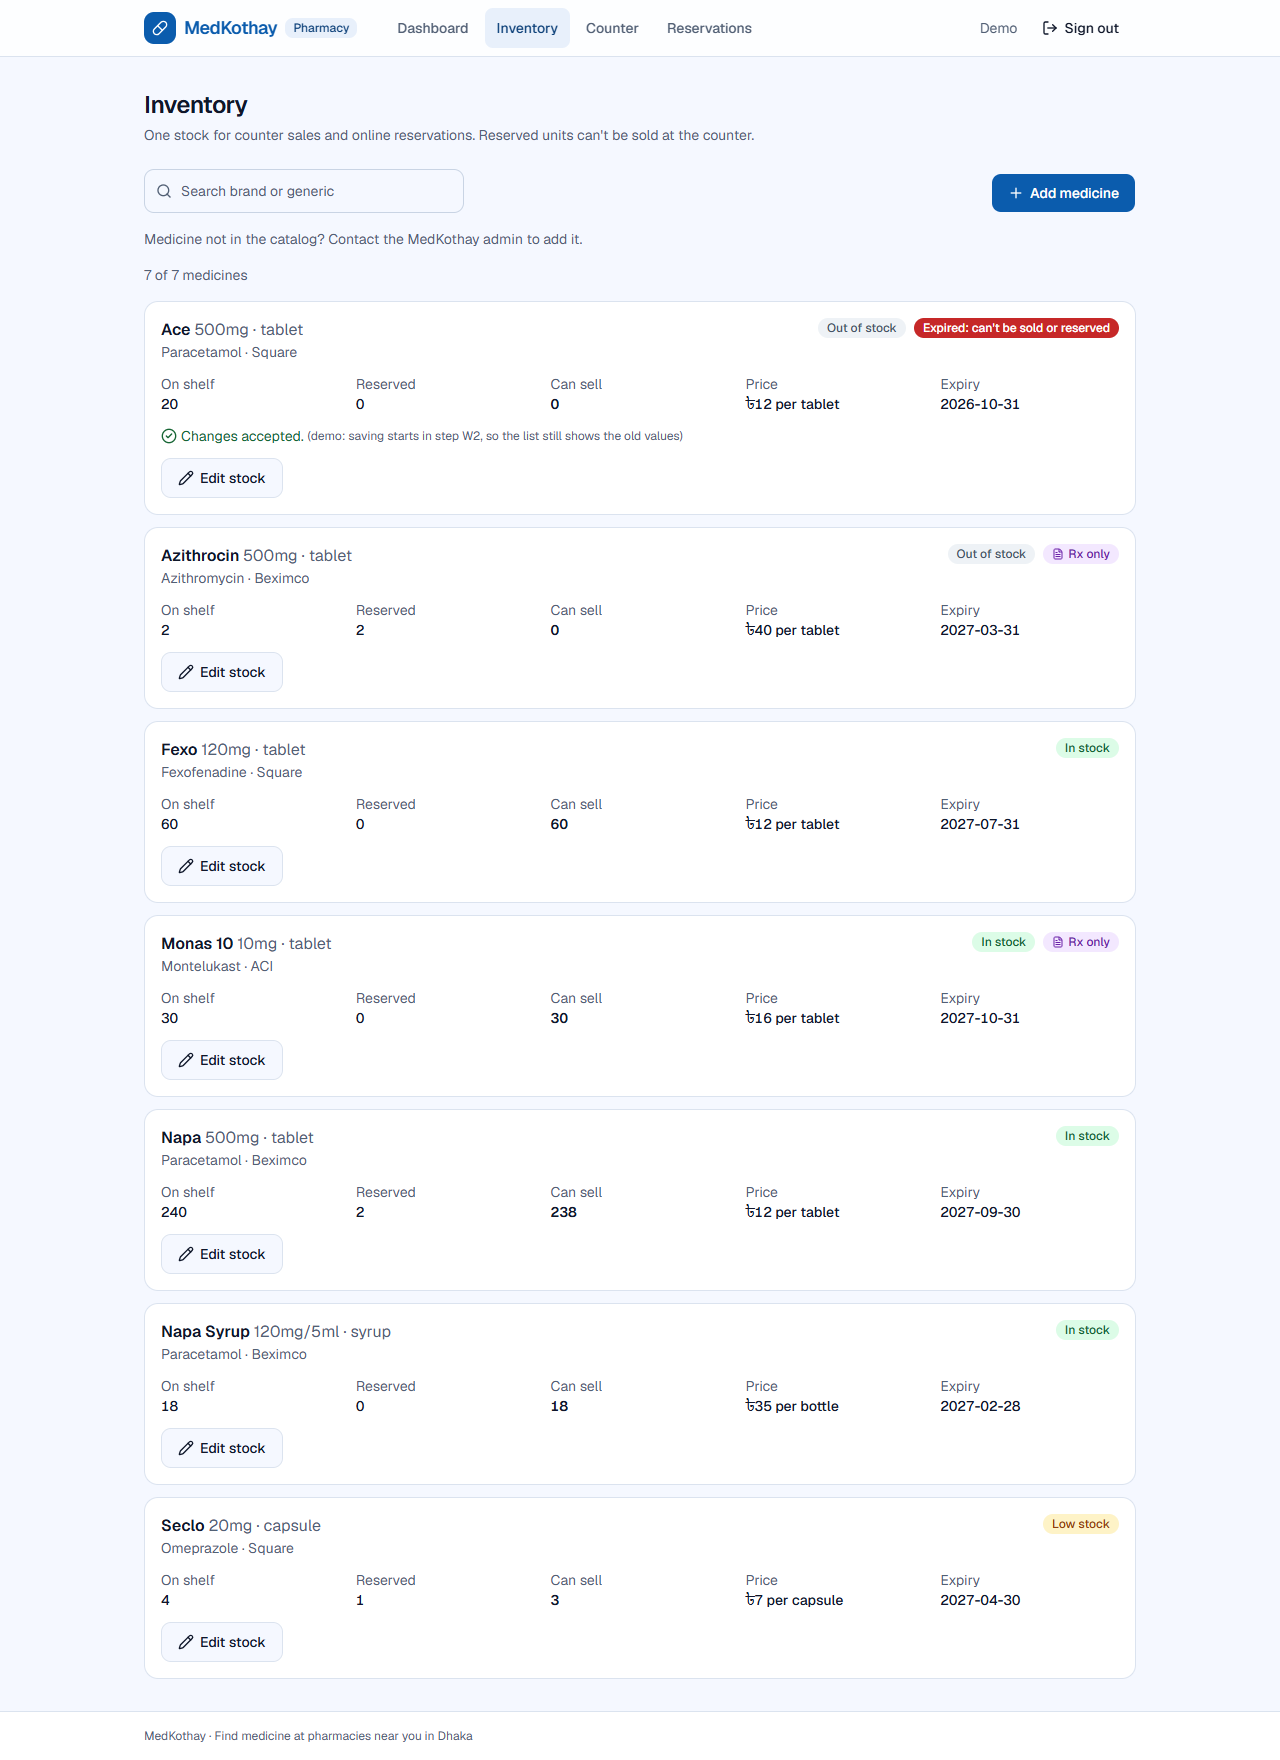 MedKothay Pharmacy Dashboard Inventory Counter Reservations Demo Sign out
Inventory
One stock for counter sales and online reservations. Reserved units can't be sold at the counter.
Search brand or generic
Add medicine
Medicine not in the catalog? Contact the MedKothay admin to add it.
7 of 7 medicines
Ace 500mg · tablet Out of stock Expired: can't be sold or reserved
Paracetamol · Square
On shelf Reserved Can sell Price Expiry
20 0 0 ৳12 per tablet 2026-10-31
Changes accepted. (demo: saving starts in step W2, so the list still shows the old values)
Edit stock
Azithrocin 500mg · tablet Out of stock Rx only
Azithromycin · Beximco
On shelf Reserved Can sell Price Expiry
2 2 0 ৳40 per tablet 2027-03-31
Edit stock
Fexo 120mg · tablet In stock
Fexofenadine · Square
On shelf Reserved Can sell Price Expiry
60 0 60 ৳12 per tablet 2027-07-31
Edit stock
Monas 10 10mg · tablet In stock Rx only
Montelukast · ACI
On shelf Reserved Can sell Price Expiry
30 0 30 ৳16 per tablet 2027-10-31
Edit stock
Napa 500mg · tablet In stock
Paracetamol · Beximco
On shelf Reserved Can sell Price Expiry
240 2 238 ৳12 per tablet 2027-09-30
Edit stock
Napa Syrup 120mg/5ml · syrup In stock
Paracetamol · Beximco
On shelf Reserved Can sell Price Expiry
18 0 18 ৳35 per bottle 2027-02-28
Edit stock
Seclo 20mg · capsule Low stock
Omeprazole · Square
On shelf Reserved Can sell Price Expiry
4 1 3 ৳7 per capsule 2027-04-30
Edit stock
MedKothay · Find medicine at pharmacies near you in Dhaka